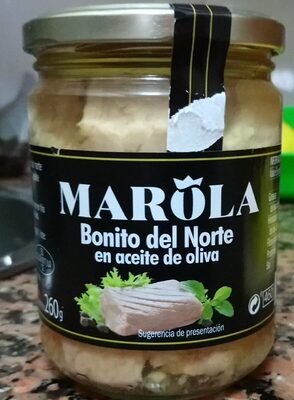 MAROLA
Bonito del Norte
en aceite de oliva
260g
Sugerencia de presentación